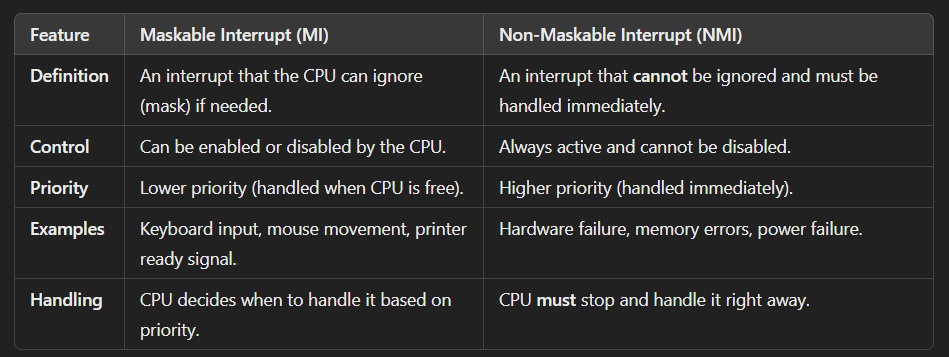 Feature Maskable Interrupt (MI) Non-Maskable Interrupt (NMI)
Definition An interrupt that the CPU can ignore An interrupt that cannot be ignored and must be
(mask) if needed. handled immediately.
Control Can be enabled or disabled by the CPU. Always active and cannot be disabled.
Priority Lower priority (handled when CPU is free). Higher priority (handled immediately).
Examples Keyboard input, mouse movement, printer Hardware failure, memory errors, power failure.
ready signal.
Handling CPU decides when to handle it based on CPU must stop and handle it right away.
priority.